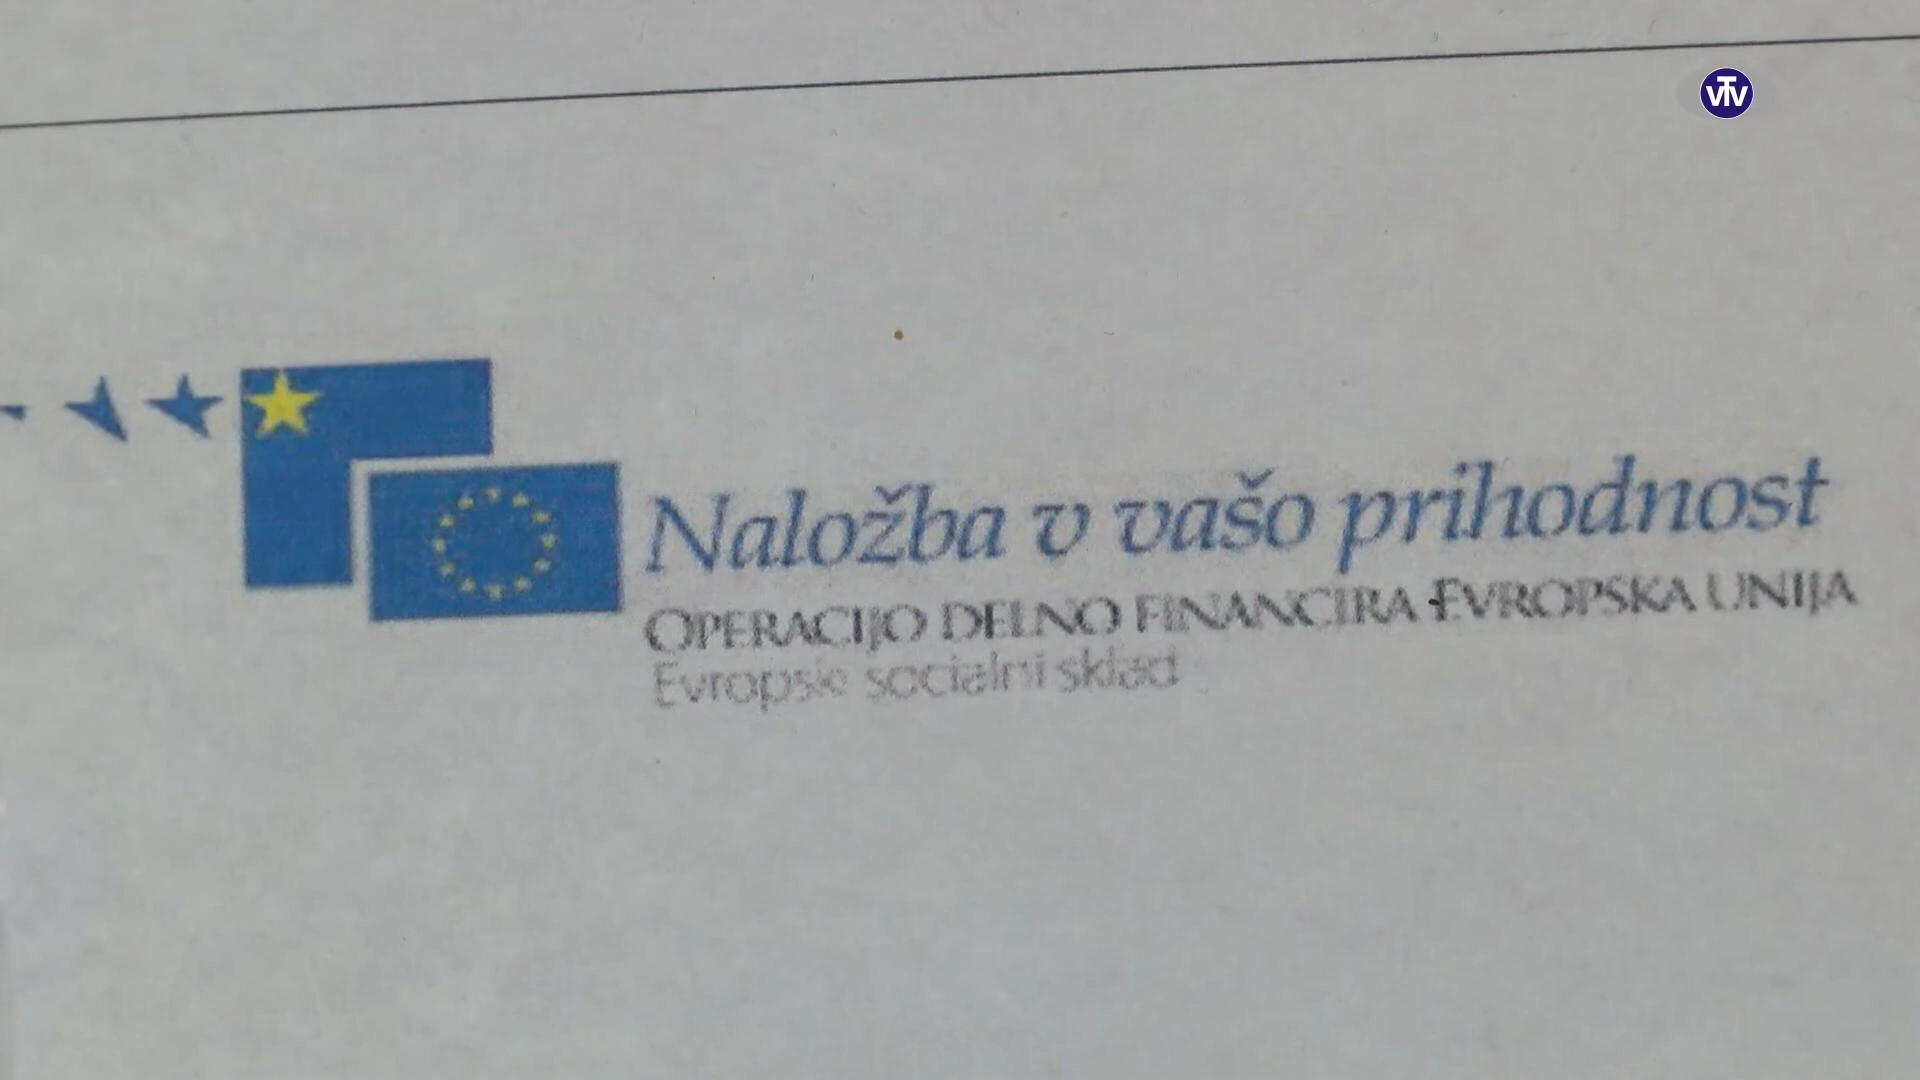 VTV
Naložba v vašo prihodnost
OPERACIJO DELNO FINANCIRA EVROPSKA UNIJA
Evropski socialni sklad